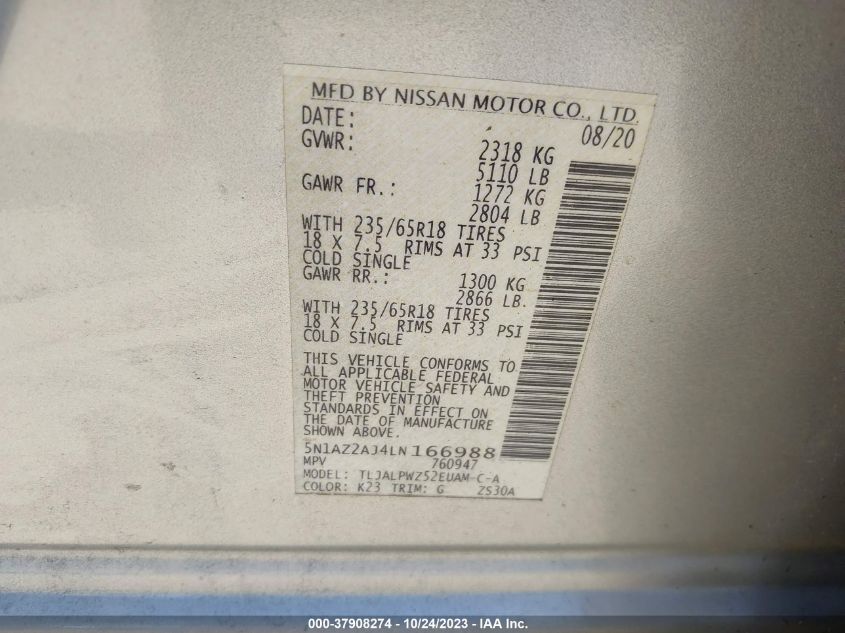 MFD BY NISSAN MOTOR CO., LTD.
DATE: 08/20
GVWR: 2318 KG
5110 LB
GAWR FR.: 1272 KG
2804 LB
WITH 235/65R18 TIRES
18 X 7.5 RIMS AT 33 PSI
COLD SINGLE
GAWR RR.: 1300 KG
2866 LB.
WITH 235/65R18 TIRES
18 X 7.5 RIMS AT 33 PSI
COLD SINGLE
THIS VEHICLE CONFORMS TO
ALL APPLICABLE FEDERAL
MOTOR VEHICLE SAFETY AND
THEFT PREVENTION
STANDARDS IN EFFECT ON
THE DATE OF MANUFACTURE
SHOWN ABOVE.
5N1AZ2AJ4LN166988
MPV 760947
MODEL: TLJALPWZ52EUAM-C-A
COLOR: K23 TRIM: G ZS30A
000-37908274 - 10/24/2023 - IAA Inc.